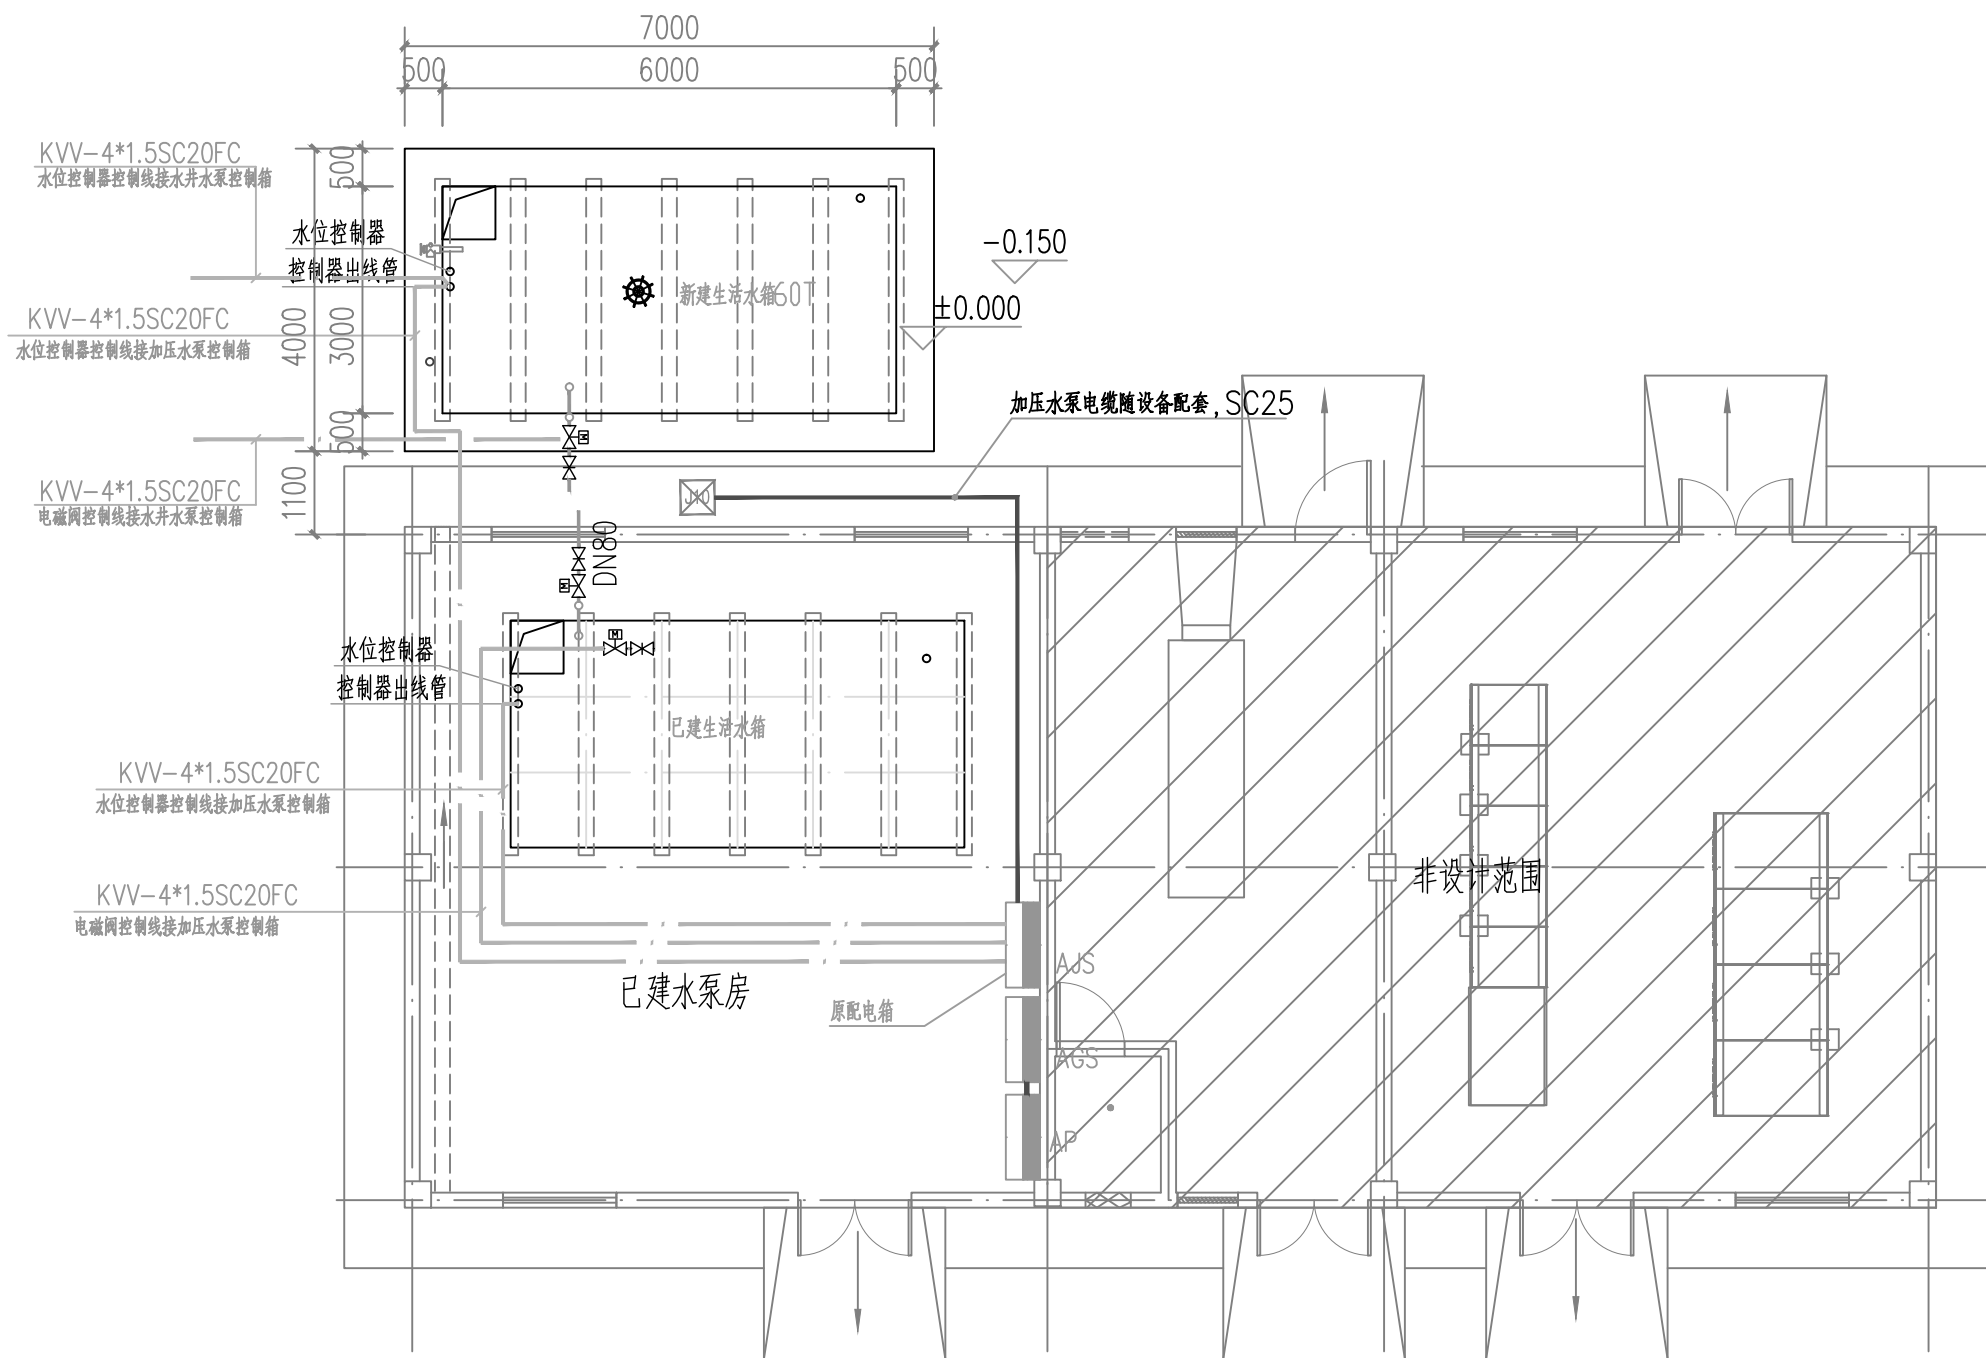 7000
500
6000
500
KVV-4*1.5SC20FC
水位控制器控制线接水井水泵控制箱
500
水位控制器
控制器出线管
-0.150
新建生活水箱60T
±0.000
KVV-4*1.5SC20FC
水位控制器控制线接加压水泵控制箱
4000
3000
加压水泵电缆随设备配套,SC25
500
M
KVV-4*1.5SC20FC
电磁阀控制线接水井水泵控制箱
1100
DN80
M
M
水位控制器
控制器出线管
已建生活水箱
KVV-4*1.5SC20FC
水位控制器控制线接加压水泵控制箱
非设计范围
KVV-4*1.5SC20FC
电磁阀控制线接加压水泵控制箱
AJS
已建水泵房
原配电箱
AGS
AP